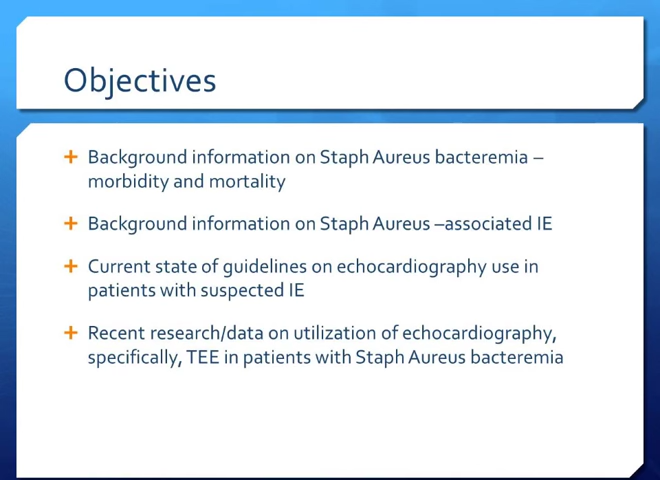 Objectives
Background information on Staph Aureus bacteremia –
morbidity and mortality
Background information on Staph Aureus –associated IE
Current state of guidelines on echocardiography use in
patients with suspected IE
Recent research/data on utilization of echocardiography,
specifically, TEE in patients with Staph Aureus bacteremia